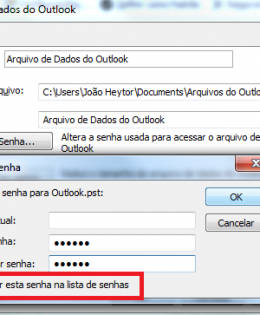 dados do Outlook
Arquivo de Dados do Outlook
quivo:
C:\Users\João Heytor\Documents\Arquivos do Outlo
Arquivo de Dados do Outlook
Senha...
Altera a senha usada para acessar o arquivo de
Outlook
enha
senha para Outlook.pst:
OK
tual:
Cancelar
nha:
r senha:
r esta senha na lista de senhas